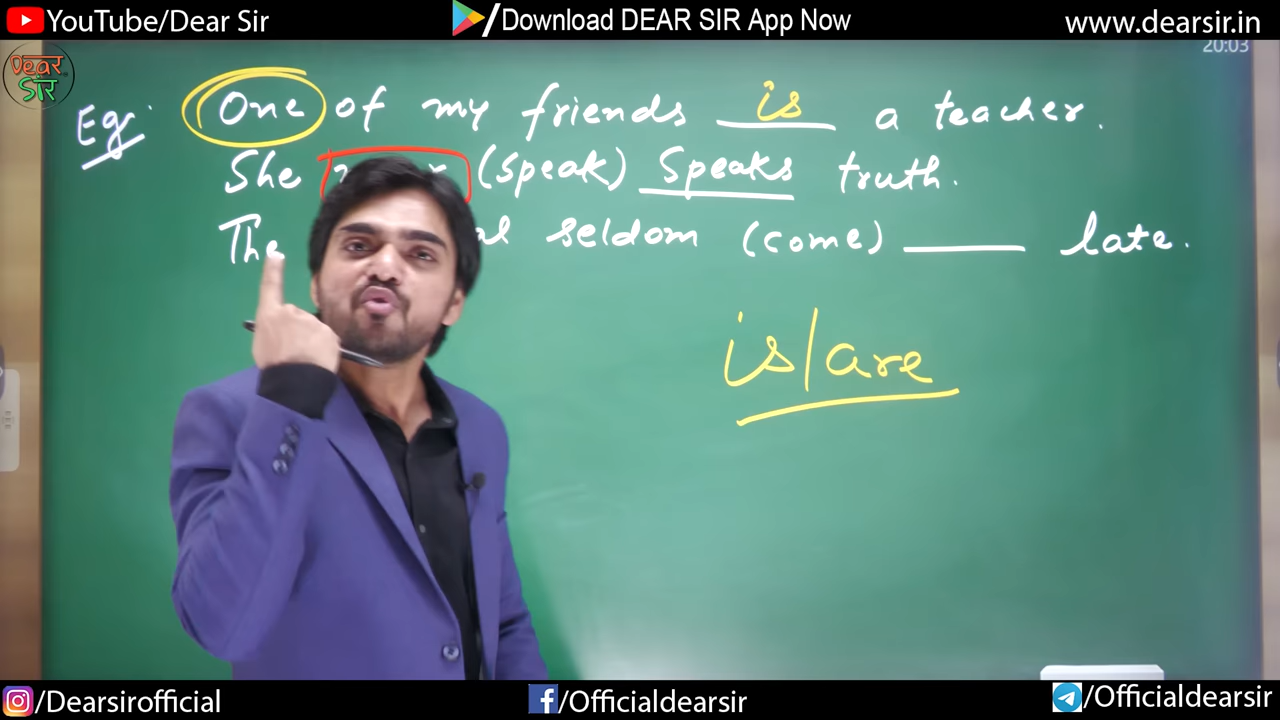 YouTube/Dear Sir
/Download DEAR SIR App Now
www.dearsir.in
20:03
Dear
Sir
Eg:
One of my friends is a teacher.
She (Speak) Speaks truth.
The seldom (come) ____ late.
is/are
/Dearsirofficial
/Officialdearsir
/Officialdearsir